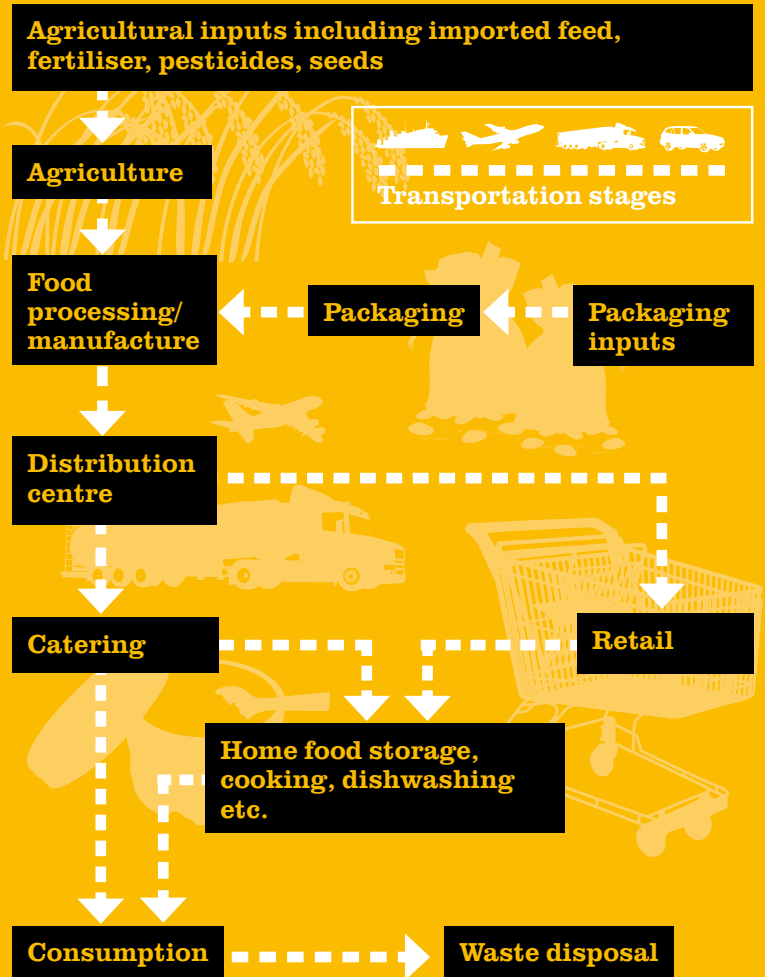 Agricultural inputs including imported feed,
fertiliser, pesticides, seeds
Agriculture
Transportation stages
Food
processing/
manufacture
Packaging
Packaging
inputs
Distribution
centre
Catering
Retail
Home food storage,
cooking, dishwashing
etc.
Consumption
Waste disposal